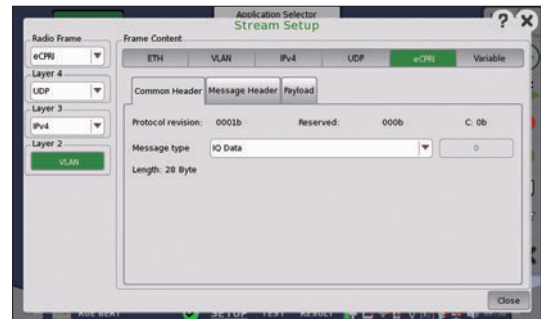 Application Selector
Stream Setup
? X
Radio Frame
eCPRI
Layer 4
UDP
Layer 3
IPv4
Layer 2
VLAN
Frame Content
ETH VLAN IPv4 UDP eCPRI Variable
Common Header Message Header Payload
Protocol revision: 0001b Reserved: 000b C: 0b
Message type IQ Data 0
Length: 28 Byte
Close
SETUP TEST RESULT